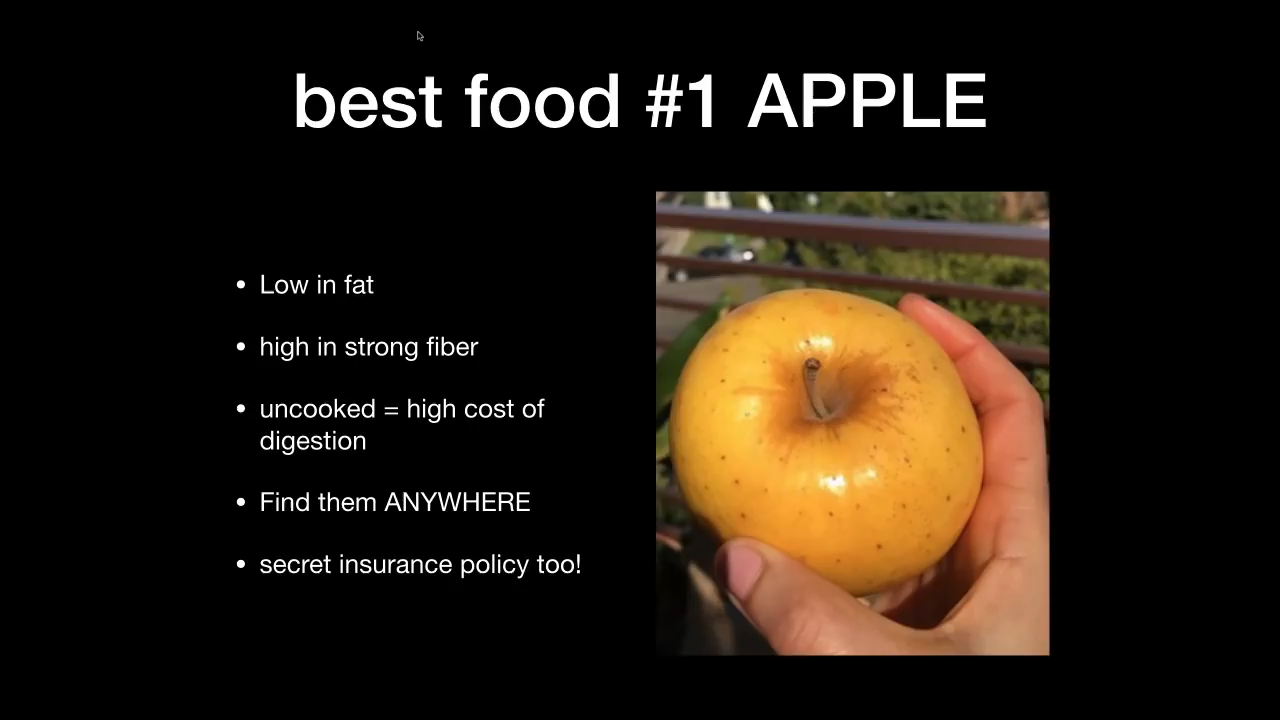 best food #1 APPLE
• Low in fat
• high in strong fiber
• uncooked = high cost of
digestion
• Find them ANYWHERE
• secret insurance policy too!